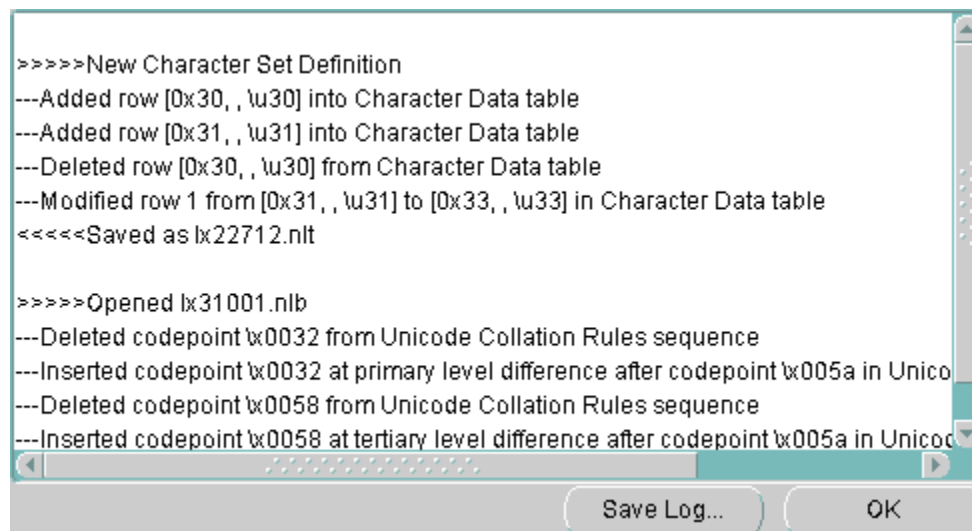 >>>>>New Character Set Definition
---Added row [0x30, , \u30] into Character Data table
---Added row [0x31, , \u31] into Character Data table
---Deleted row [0x30, , \u30] from Character Data table
---Modified row 1 from [0x31, , \u31] to [0x33, , \u33] in Character Data table
<<<<<Saved as lx22712.nlt
>>>>>Opened lx31001.nlb
---Deleted codepoint \x0032 from Unicode Collation Rules sequence
---Inserted codepoint \x0032 at primary level difference after codepoint \x005a in Unico
---Deleted codepoint \x0058 from Unicode Collation Rules sequence
---Inserted codepoint \x0058 at tertiary level difference after codepoint \x005a in Unicod
Save Log... OK